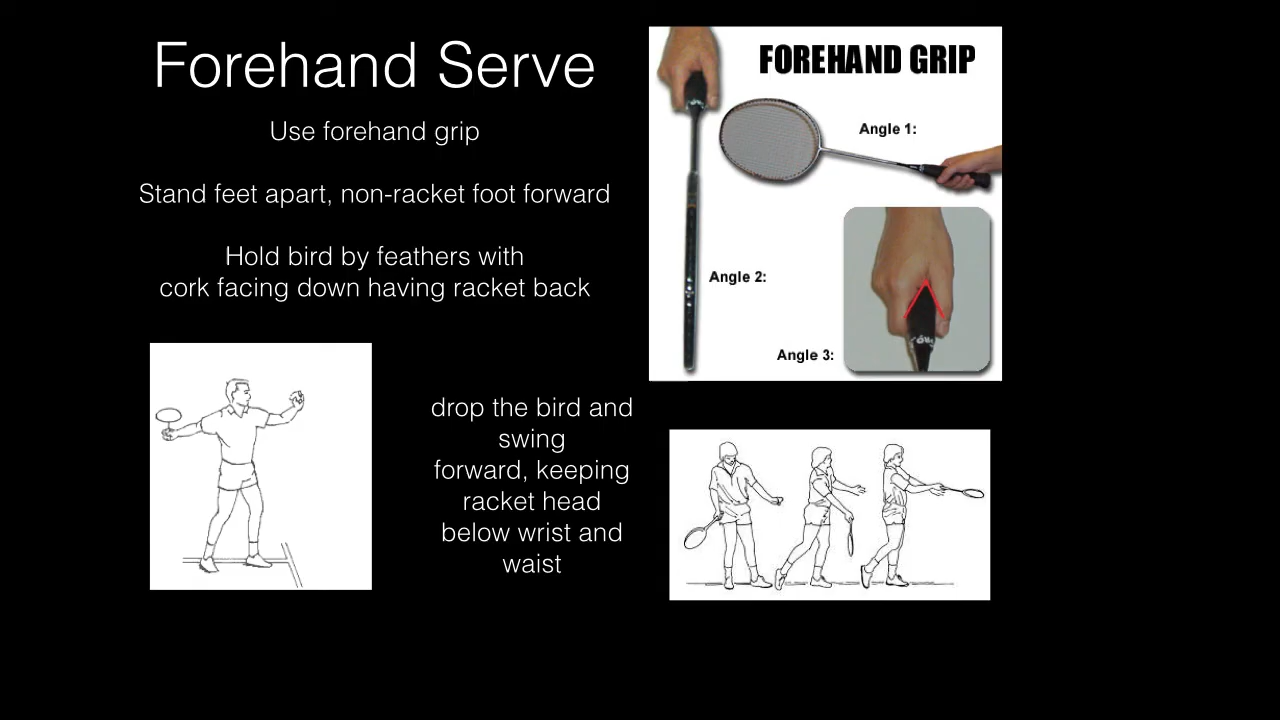 Forehand Serve
Use forehand grip
Stand feet apart, non-racket foot forward
Hold bird by feathers with
cork facing down having racket back
drop the bird and
swing
forward, keeping
racket head
below wrist and
waist
FOREHAND GRIP
Angle 1:
Angle 2:
Angle 3: